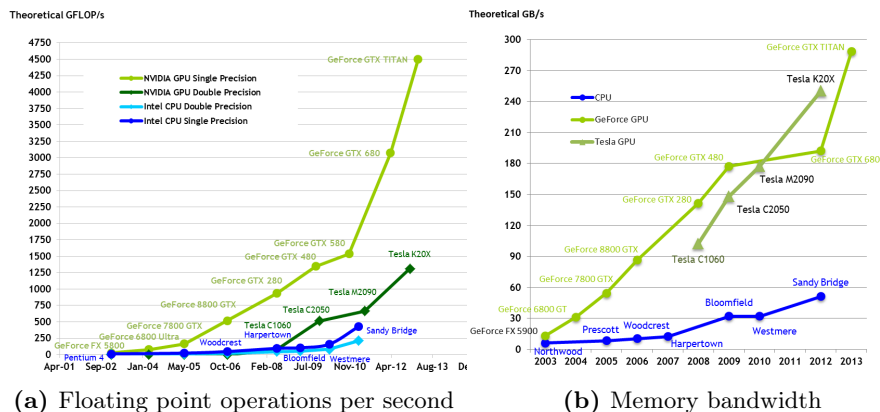 Theoretical GFLOP/s
4750
4500
4250
4000
3750
3500
3250
3000
2750
2500
2250
2000
1750
1500
1250
1000
750
500
250
0
NVIDIA GPU Single Precision
NVIDIA GPU Double Precision
Intel CPU Double Precision
Intel CPU Single Precision
GeForce GTX TITAN
GeForce GTX 680
GeForce GTX 580
GeForce GTX 480
GeForce GTX 280
GeForce 8800 GTX
GeForce 7800 GTX
GeForce 6800 Ultra
GeForce FX 5800
Tesla K20X
Tesla M2090
Tesla C2050
Tesla C1060
Harpertown
Woodcrest
Pentium 4
Bloomfield
Westmere
Sandy Bridge
Apr-01 Sep-02 Jan-04 May-05 Oct-06 Feb-08 Jul-09 Nov-10 Apr-12 Aug-13 De
(a) Floating point operations per second
Theoretical GB/s
300
270
240
210
180
150
120
90
60
30
0
CPU
GeForce GPU
Tesla GPU
GeForce GTX TITAN
Tesla K20X
GeForce GTX 480
GeForce GTX 680
Tesla M2090
GeForce GTX 280
Tesla C2050
GeForce 8800 GTX
Tesla C1060
GeForce 7800 GTX
GeForce 6800 GT
GeForce FX 5900
Sandy Bridge
Bloomfield
Woodcrest
Prescott
Northwood
Harpertown
Westmere
2003 2004 2005 2006 2007 2008 2009 2010 2011 2012 2013
(b) Memory bandwidth